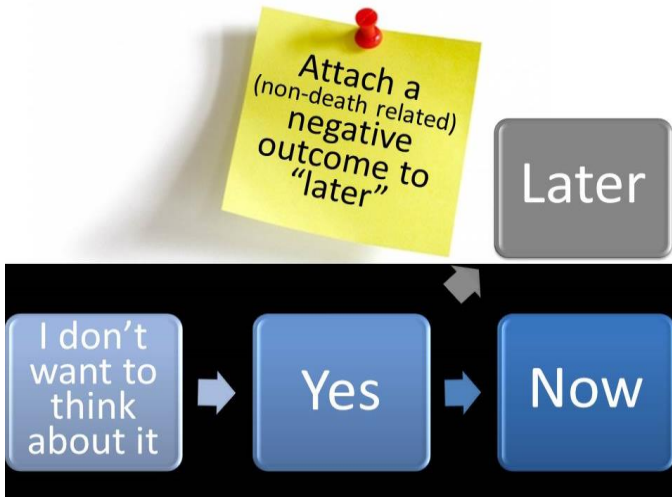 Attach a
(non-death related)
negative
outcome to
“later”
Later
I don’t
want to
think
about it
Yes
Now